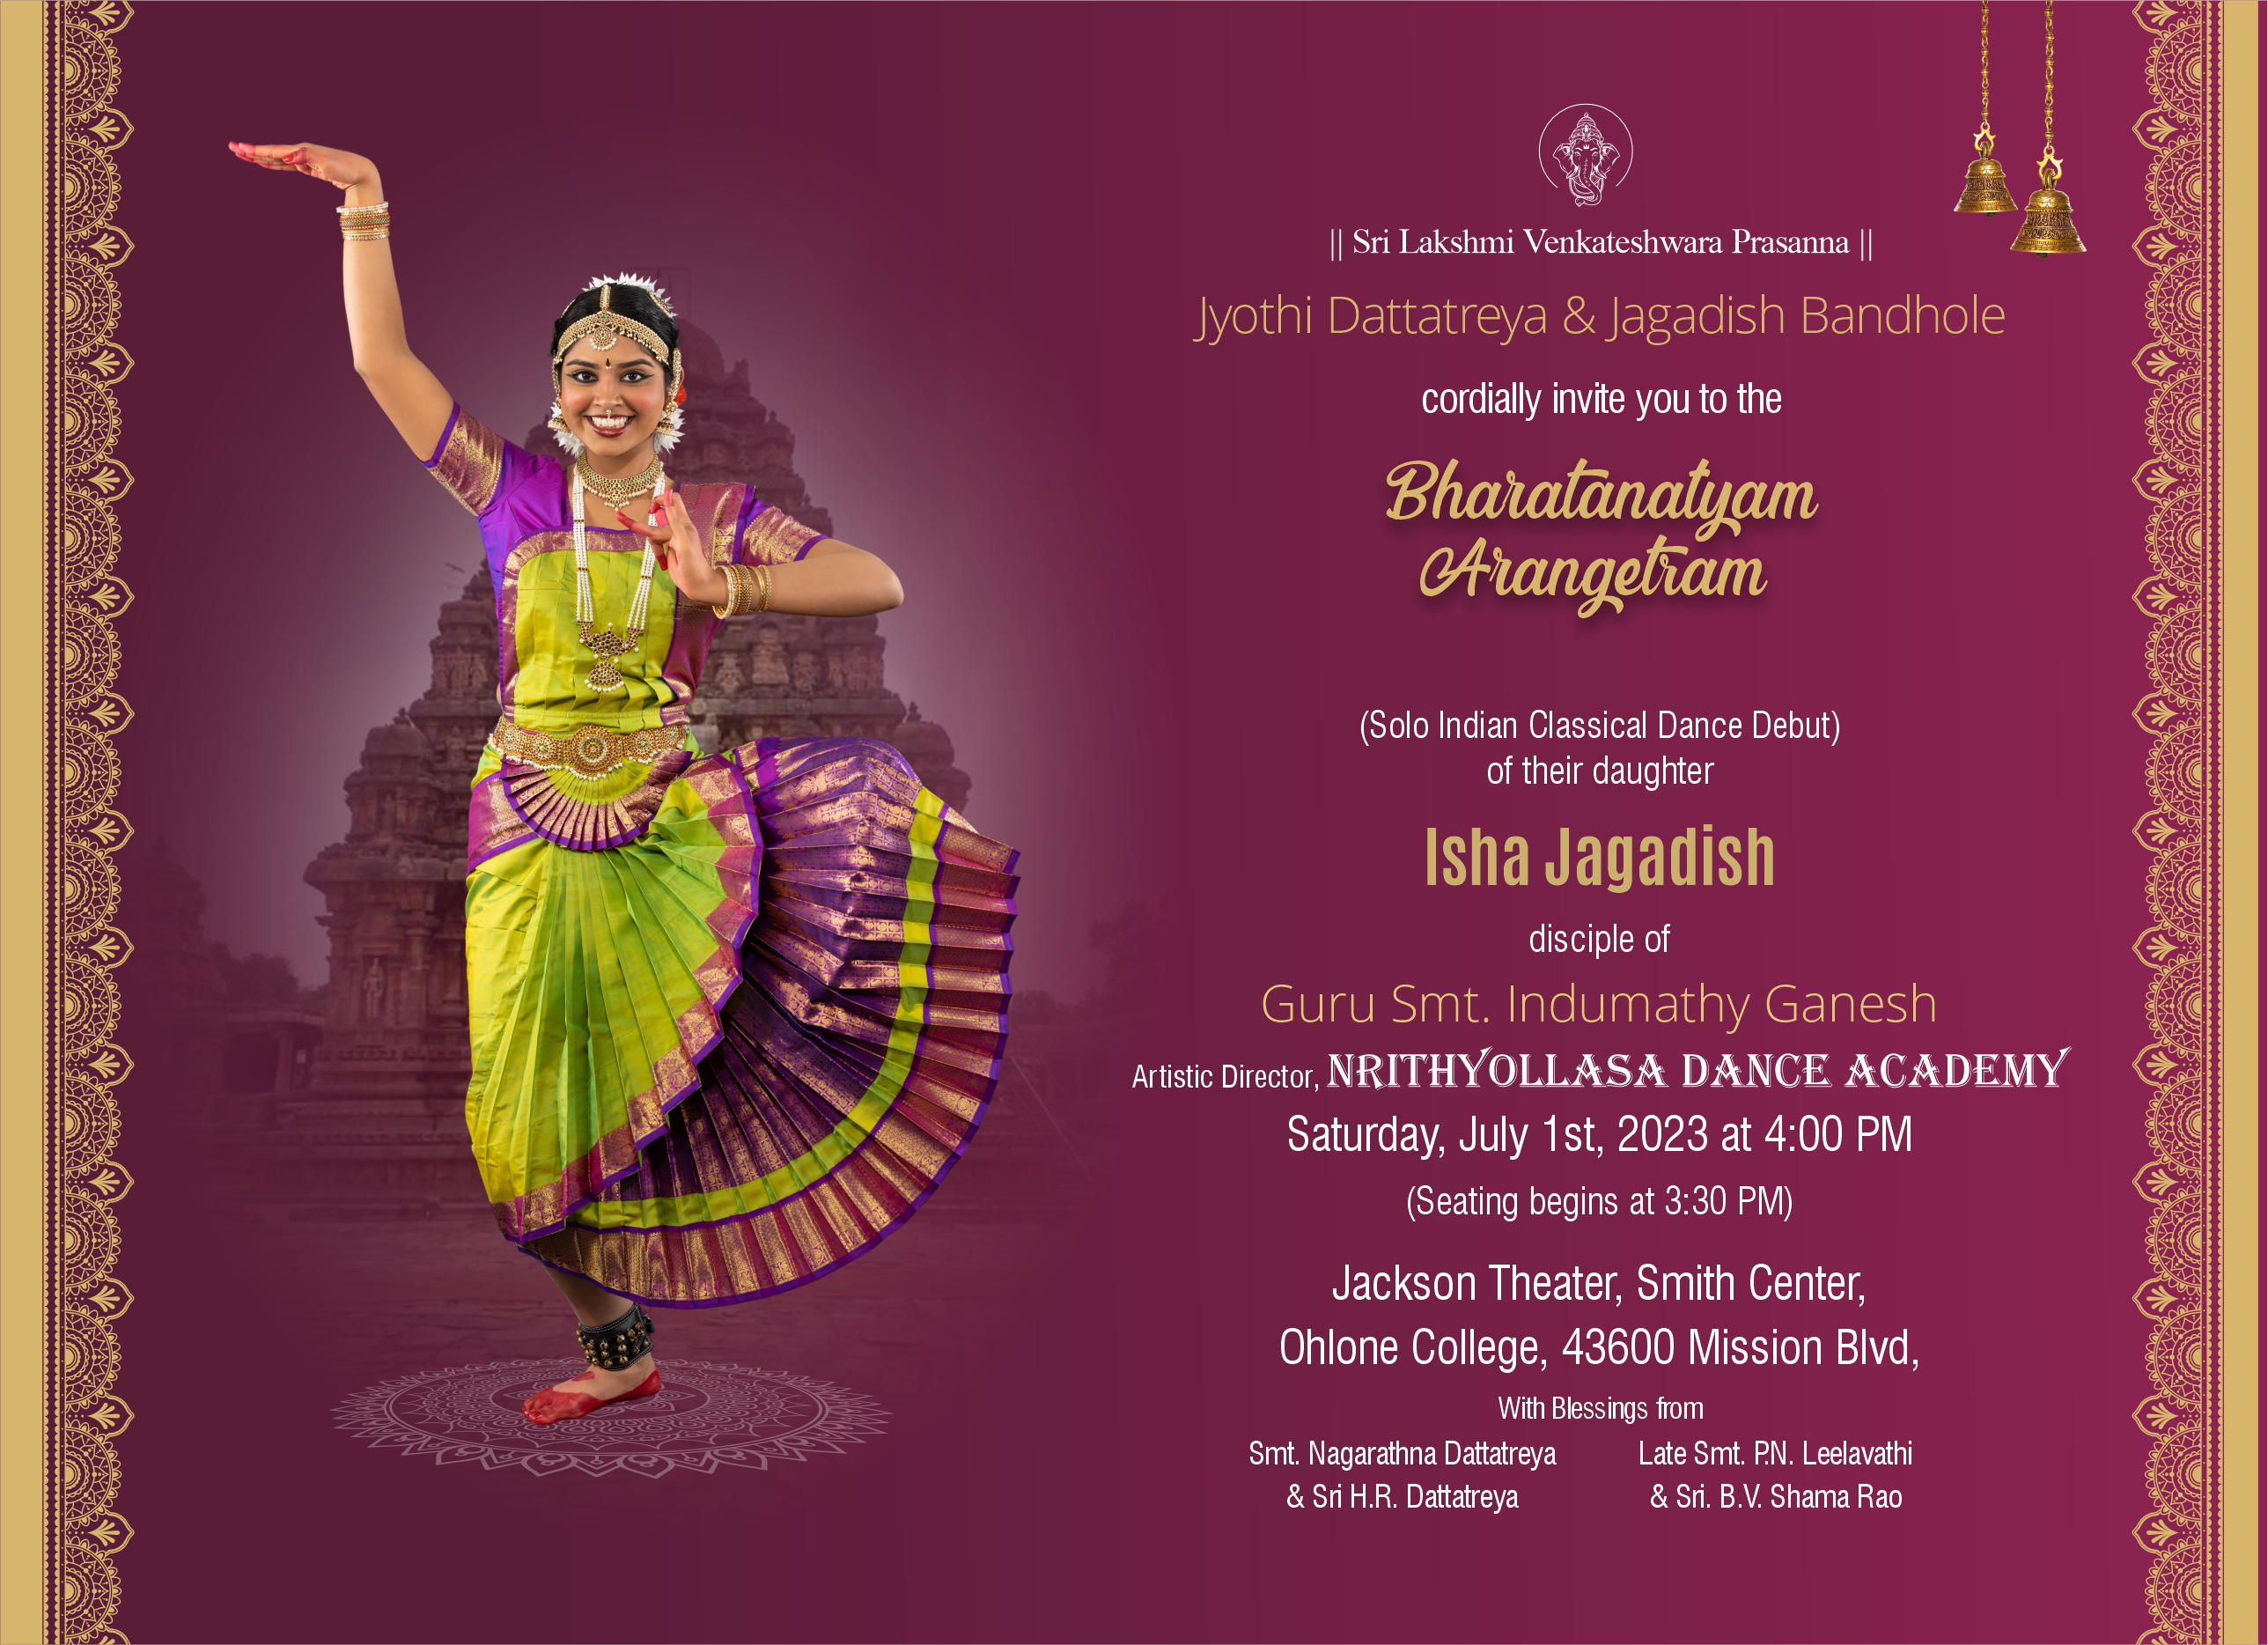 || Sri Lakshmi Venkateshwara Prasanna ||
Jyothi Dattatreya & Jagadish Bandhole
cordially invite you to the
Bharatanatyam
Arangetram
(Solo Indian Classical Dance Debut)
of their daughter
Isha Jagadish
disciple of
Guru Smt. Indumathy Ganesh
Artistic Director, NRITHYOLLASA DANCE ACADEMY
Saturday, July 1st, 2023 at 4:00 PM
(Seating begins at 3:30 PM)
Jackson Theater, Smith Center,
Ohlone College, 43600 Mission Blvd,
With Blessings from
Smt. Nagarathna Dattatreya
& Sri H.R. Dattatreya
Late Smt. P.N. Leelavathi
& Sri. B.V. Shama Rao